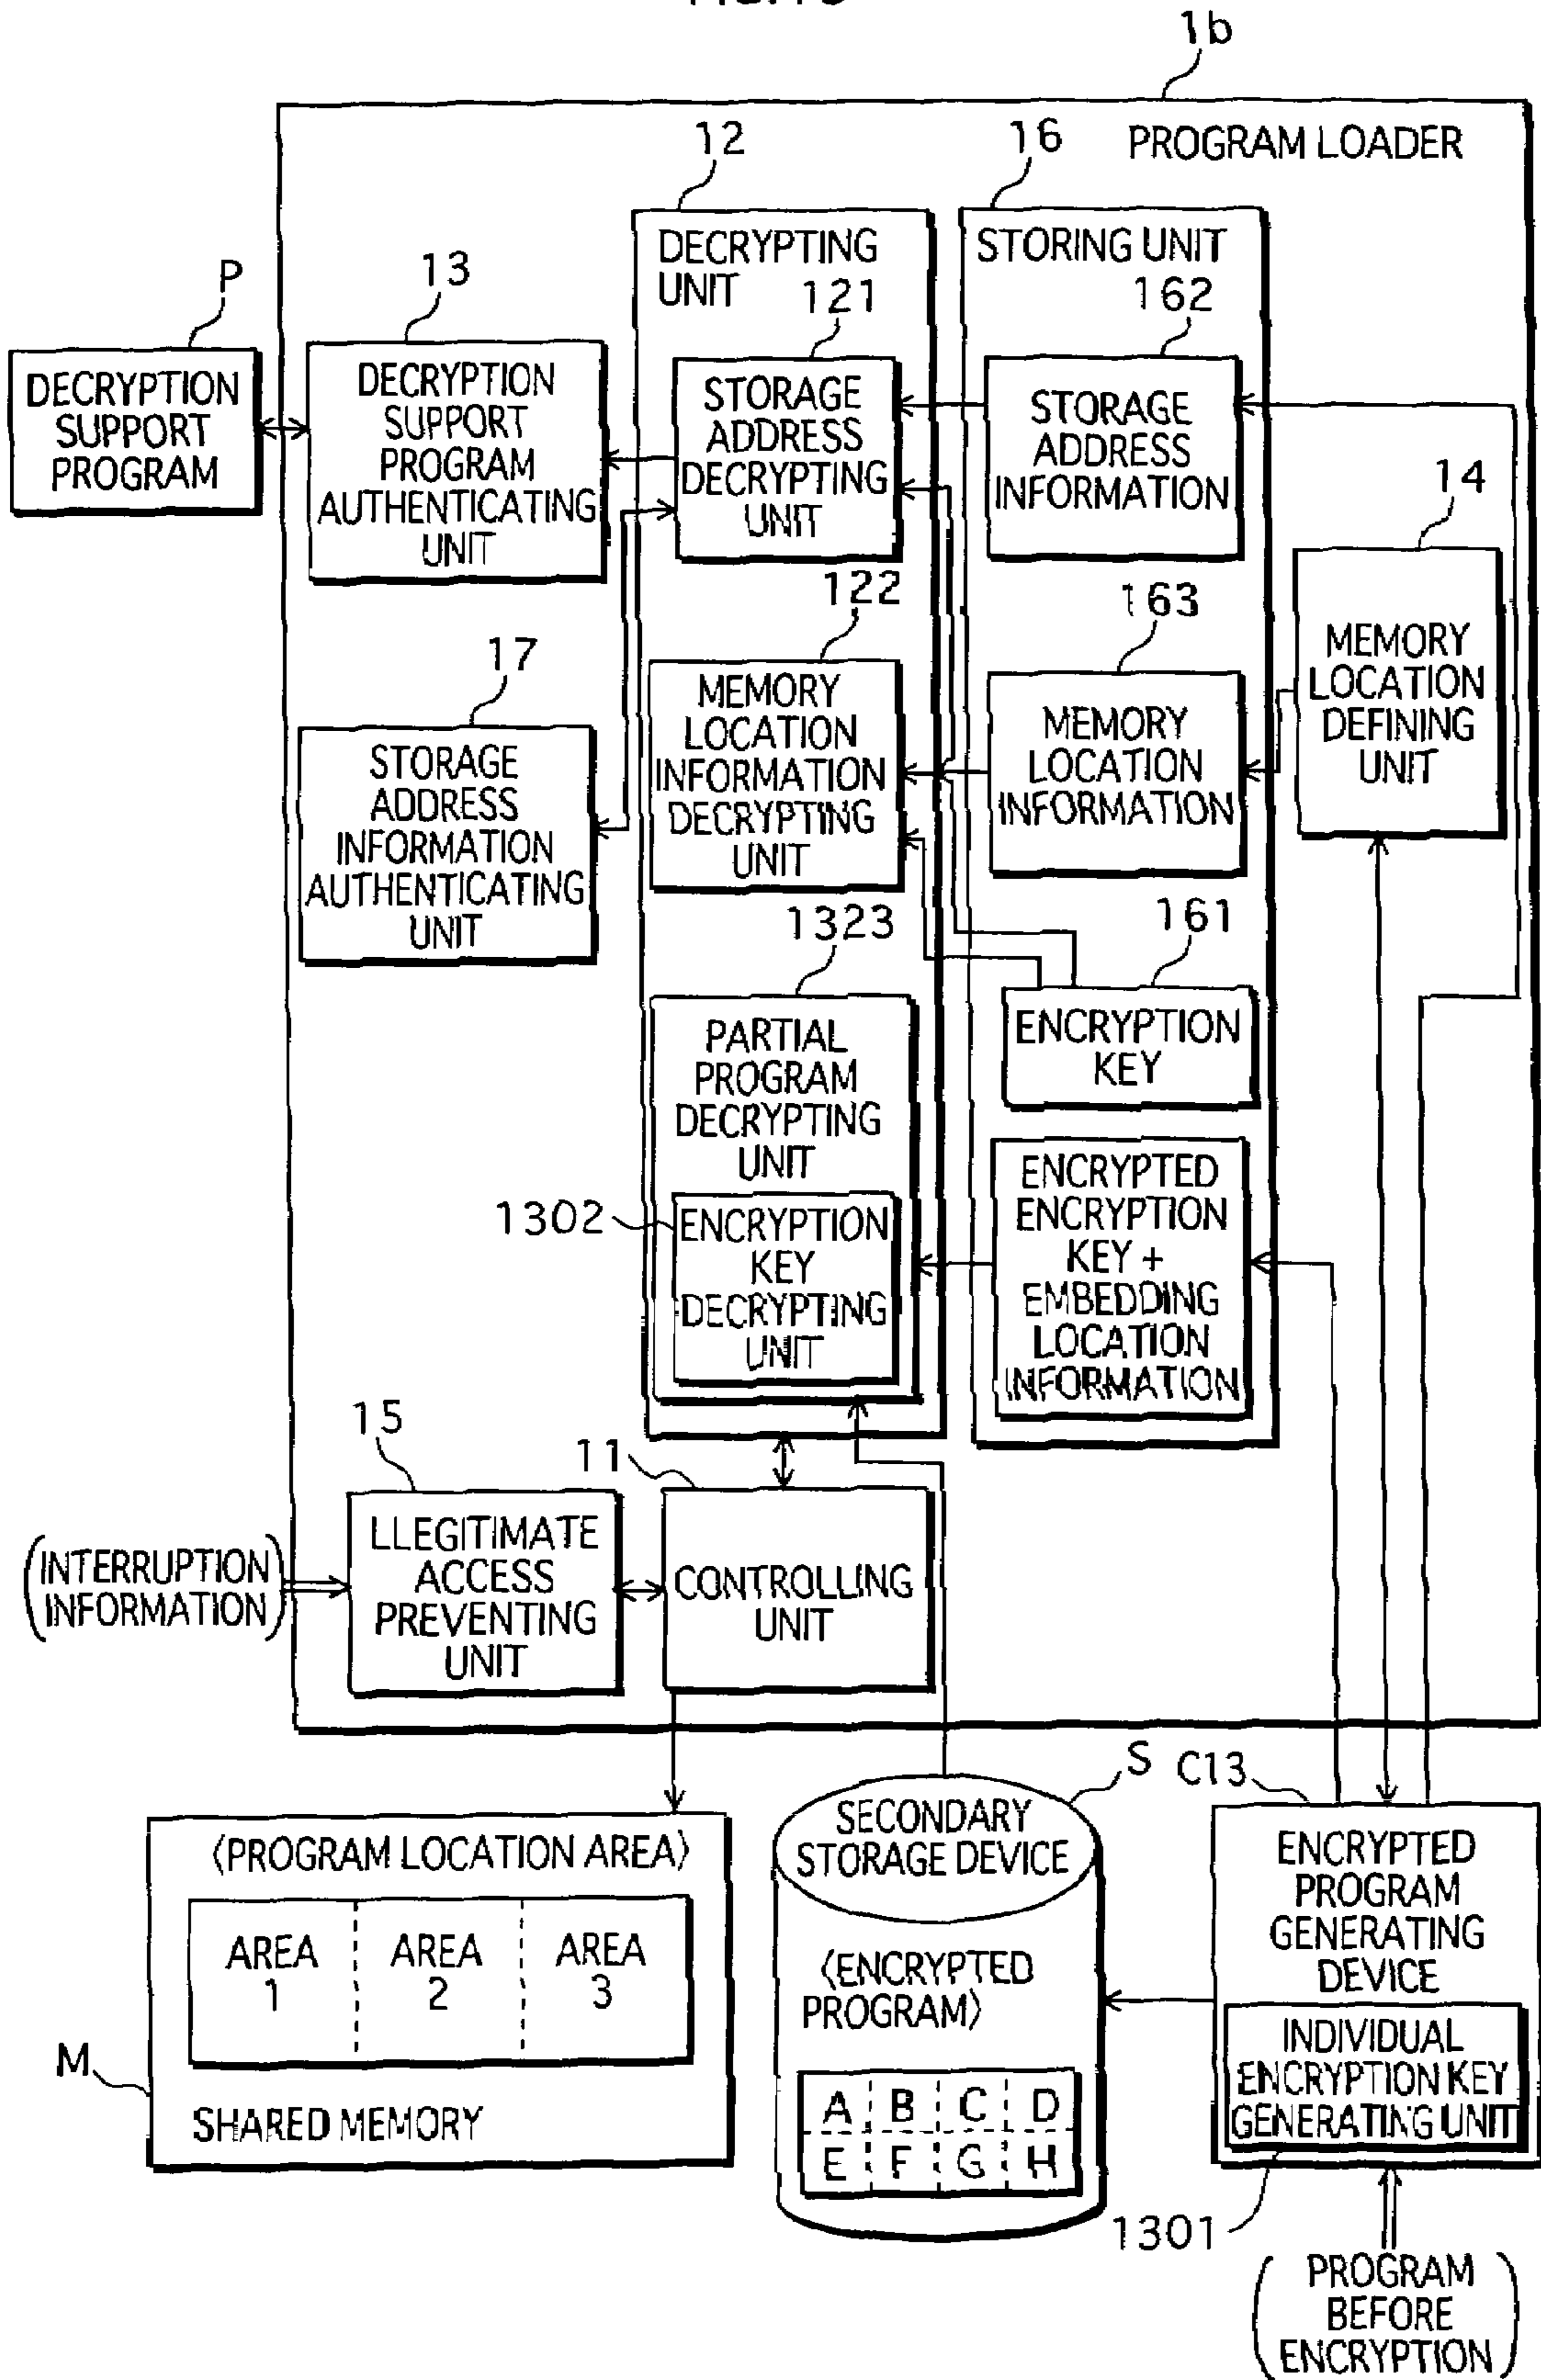 1b
PROGRAM LOADER
12
16
DECRYPTING
UNIT
STORING UNIT
P
13
121
162
DECRYPTION
SUPPORT
PROGRAM
DECRYPTION
SUPPORT
PROGRAM
AUTHENTICATING
UNIT
STORAGE
ADDRESS
DECRYPTING
UNIT
STORAGE
ADDRESS
INFORMATION
14
MEMORY
LOCATION
DEFINING
UNIT
122
163
17
MEMORY
LOCATION
INFORMATION
DECRYPTING
UNIT
MEMORY
LOCATION
INFORMATION
STORAGE
ADDRESS
INFORMATION
AUTHENTICATING
UNIT
1323
161
PARTIAL
PROGRAM
DECRYPTING
UNIT
ENCRYPTION
KEY
1302
ENCRYPTION
KEY
DECRYPTING
UNIT
ENCRYPTED
ENCRYPTION
KEY +
EMBEDDING
LOCATION
INFORMATION
15
11
(INTERRUPTION
INFORMATION)
LLEGITIMATE
ACCESS
PREVENTING
UNIT
CONTROLLING
UNIT
S
C13
〈PROGRAM LOCATION AREA〉
AREA
1
AREA
2
AREA
3
M
SHARED MEMORY
SECONDARY
STORAGE DEVICE
〈ENCRYPTED
PROGRAM〉
A B C D
E F G H
ENCRYPTED
PROGRAM
GENERATING
DEVICE
INDIVIDUAL
ENCRYPTION KEY
GENERATING UNIT
1301
(PROGRAM
BEFORE
ENCRYPTION)